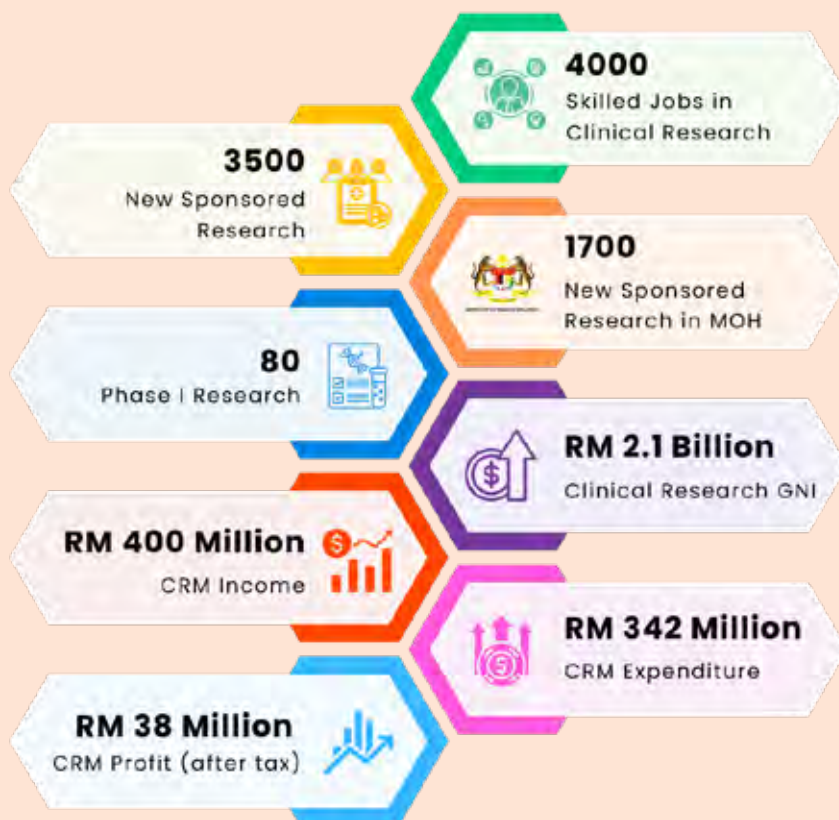 4000
Skilled Jobs in
Clinical Research
3500
New Sponsored
Research
1700
New Sponsored
Research in MOH
80
Phase I Research
RM 2.1 Billion
Clinical Research GNI
RM 400 Million
CRM Income
RM 342 Million
CRM Expenditure
RM 38 Million
CRM Profit (after tax)